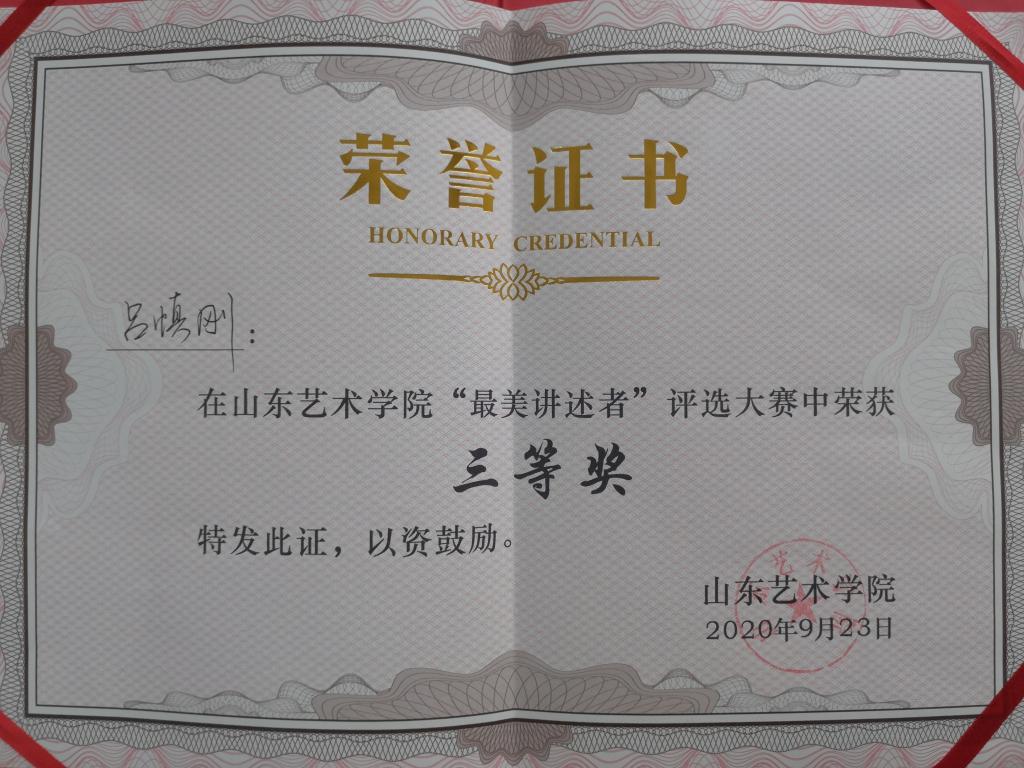 荣誉证书
HONORARY CREDENTIAL
吕慎刚：
在山东艺术学院“最美讲述者”评选大赛中荣获
三等奖
特发此证，以资鼓励。
山东艺术学院
2020年9月23日